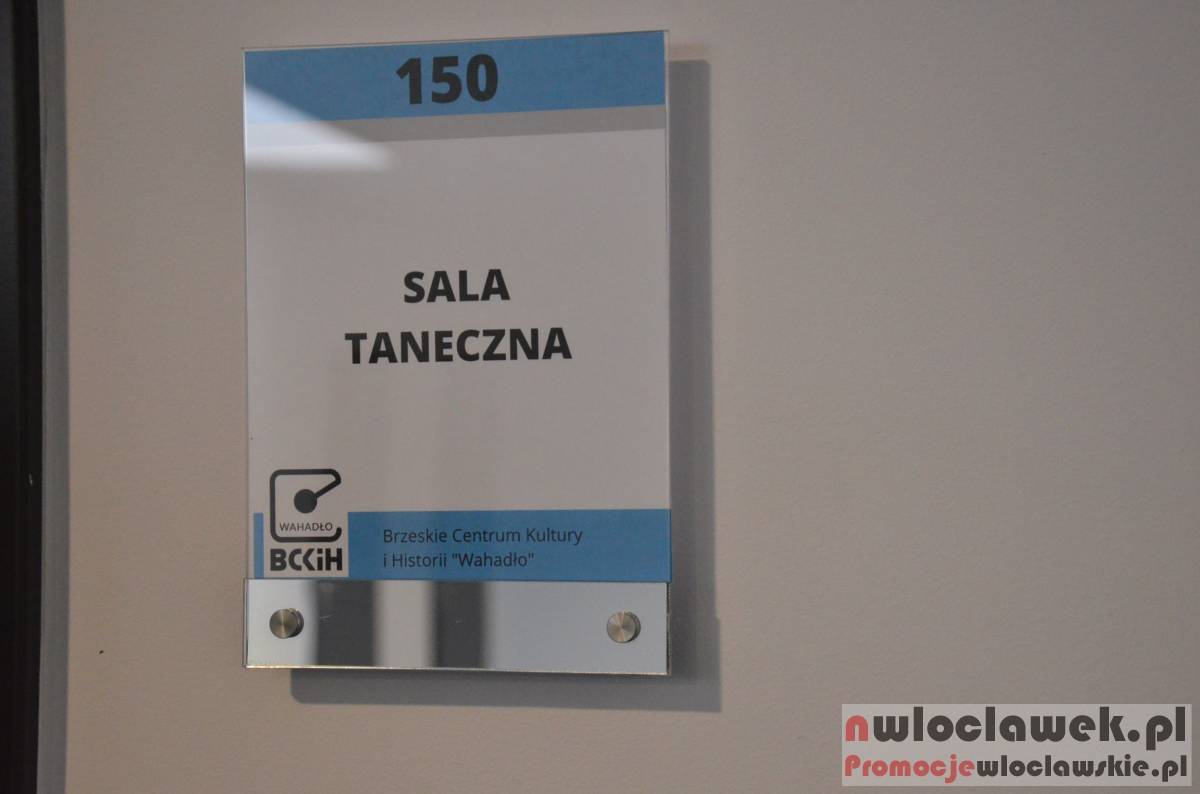 150
SALA
TANECZNA
WAHADŁO
BCKiH
Brzeskie Centrum Kultury
i Historii "Wahadło"
nwloclawek.pl
Promocjewloclawskie.pl